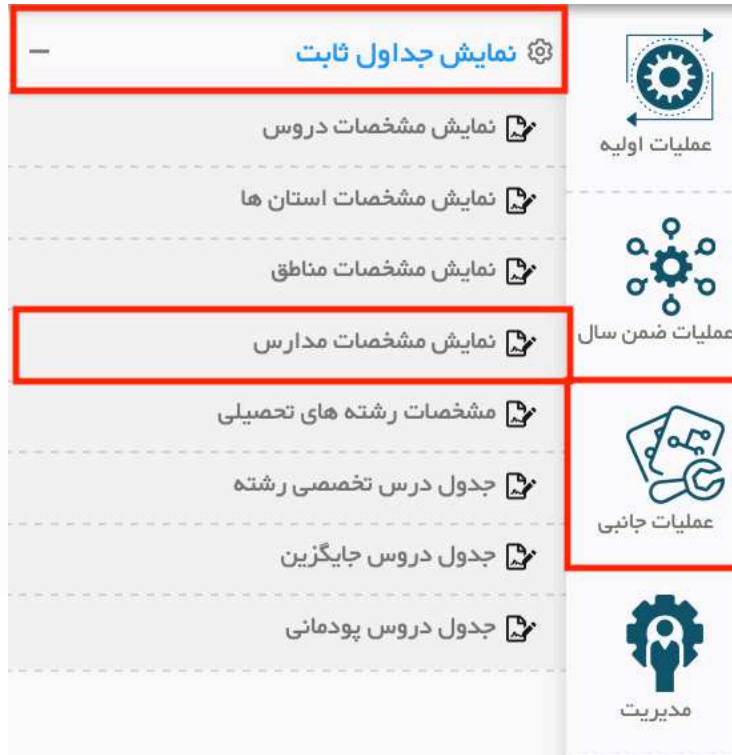 نمایش جداول ثابت
نمایش مشخصات دروس
نمایش مشخصات استان ها
نمایش مشخصات مناطق
نمایش مشخصات مدارس
مشخصات رشته های تحصیلی
جدول درس تخصصی رشته
جدول دروس جایگزین
جدول دروس پودمانی
عملیات اولیه
عملیات ضمن سال
عملیات جانبی
مدیریت